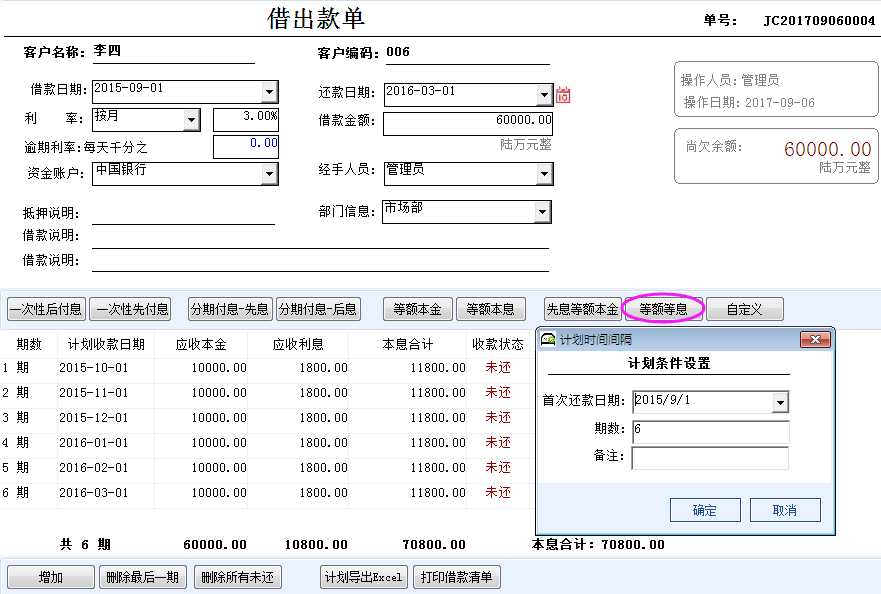 借出款单
单号： JC201709060004
客户名称： 李四 客户编码： 006
借款日期： 2015-09-01 还款日期： 2016-03-01
操作人员：管理员
利 率： 按月 3.00% 借款金额： 60000.00
操作日期：2017-09-06
逾期利率：每天千分之 0.00 陆万元整
尚欠余额： 60000.00
陆万元整
资金账户： 中国银行 经手人员： 管理员
抵押说明： 部门信息： 市场部
借款说明：
借款说明：
一次性后付息 一次性先付息 分期付息-先息 分期付息-后息 等额本金 等额本息 先息等额本金 等额等息 自定义
期数 计划收款日期 应收本金 应收利息 本息合计 收款状态
1 期 2015-10-01 10000.00 1800.00 11800.00 未还
2 期 2015-11-01 10000.00 1800.00 11800.00 未还
3 期 2015-12-01 10000.00 1800.00 11800.00 未还
4 期 2016-01-01 10000.00 1800.00 11800.00 未还
5 期 2016-02-01 10000.00 1800.00 11800.00 未还
6 期 2016-03-01 10000.00 1800.00 11800.00 未还
计划时间间隔
计划条件设置
首次还款日期： 2015/9/1
期数： 6
备注：
确定 取消
共 6 期 60000.00 10800.00 70800.00 本息合计：70800.00
增加 删除最后一期 删除所有未还 计划导出Excel 打印借款清单